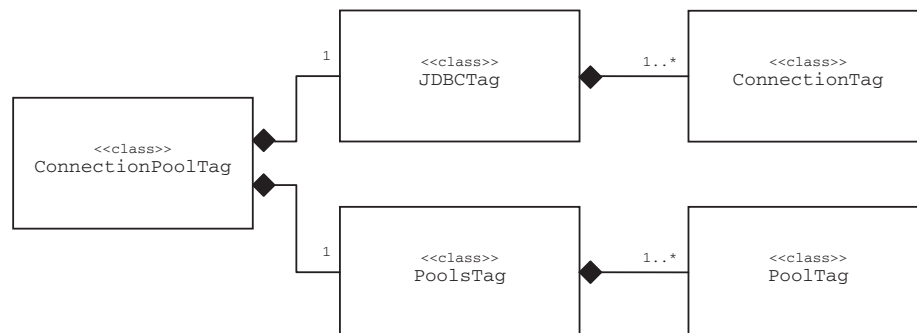 <<class>>
ConnectionPoolTag
1
<<class>>
JDBCTag
1..*
<<class>>
ConnectionTag
1
<<class>>
PoolsTag
1..*
<<class>>
PoolTag